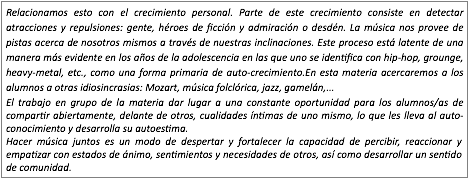 Relacionamos esto con el crecimiento personal. Parte de este crecimiento consiste en detectar
atracciones y repulsiones: gente, héroes de ficción y admiración o desdén. La música nos provee de
pistas acerca de nosotros mismos a través de nuestras inclinaciones. Este proceso está latente de una
manera más evidente en los años de la adolescencia en las que uno se identifica con hip-hop, grounge,
heavy-metal, etc., como una forma primaria de auto-crecimiento.En esta materia acercaremos a los
alumnos a otras idiosincrasias: Mozart, música folclórica, jazz, gamelán,...
El trabajo en grupo de la materia dar lugar a una constante oportunidad para los alumnos/as de
compartir abiertamente, delante de otros, cualidades íntimas de uno mismo, lo que les lleva al auto-
conocimiento y desarrolla su autoestima.
Hacer música juntos es un modo de despertar y fortalecer la capacidad de percibir, reaccionar y
empatizar con estados de ánimo, sentimientos y necesidades de otros, así como desarrollar un sentido
de comunidad.